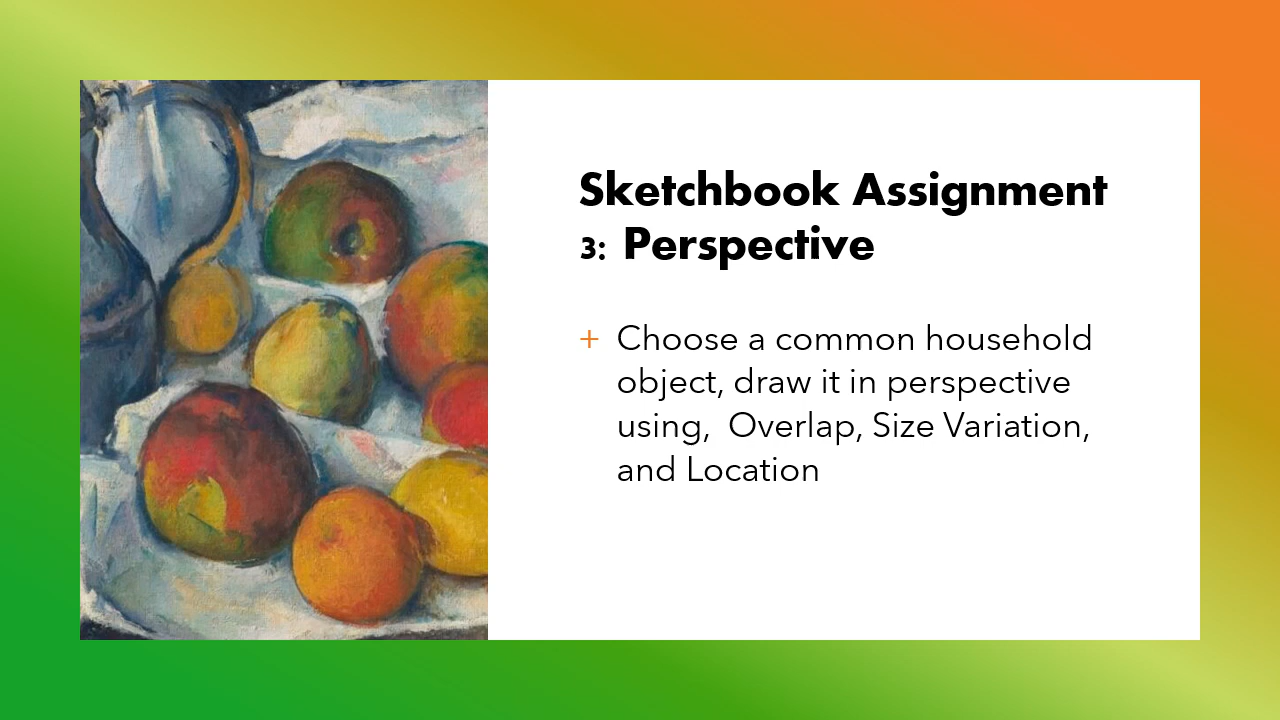 Sketchbook Assignment
3: Perspective
+ Choose a common household
object, draw it in perspective
using,  Overlap, Size Variation,
and Location